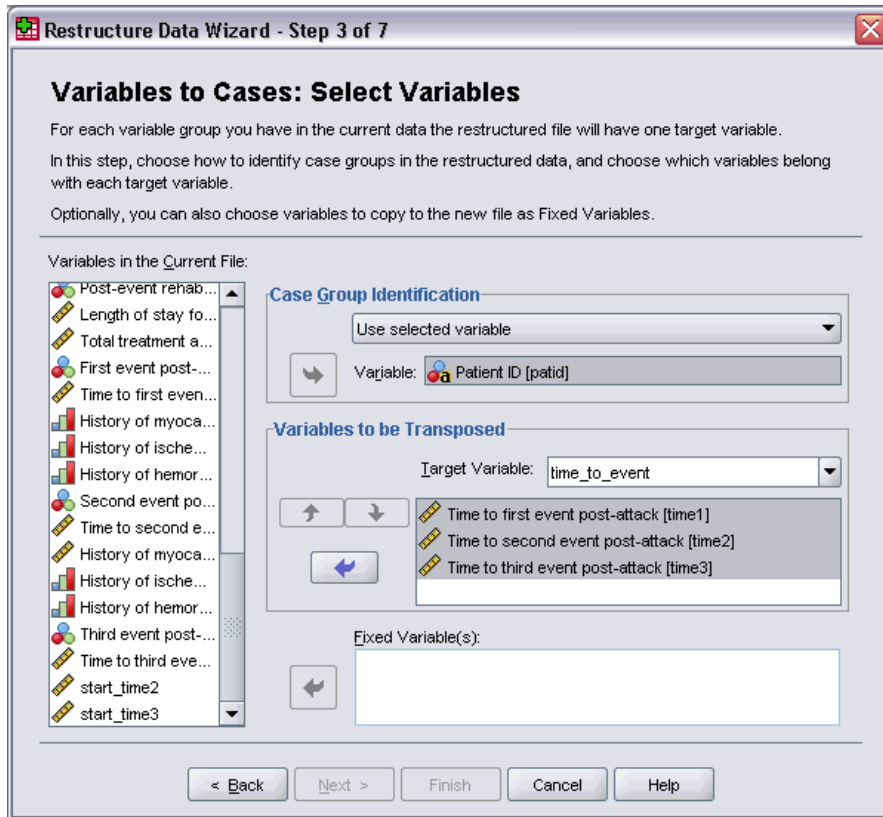 Restructure Data Wizard - Step 3 of 7
Variables to Cases: Select Variables
For each variable group you have in the current data the restructured file will have one target variable.
In this step, choose how to identify case groups in the restructured data, and choose which variables belong
with each target variable.
Optionally, you can also choose variables to copy to the new file as Fixed Variables.
Variables in the Current File:
Post-event rehab...
Length of stay fo...
Total treatment a...
First event post-...
Time to first even...
History of myoca...
History of ische...
History of hemor...
Second event po...
Time to second e...
History of myoca...
History of ische...
History of hemor...
Third event post-...
Time to third eve...
start_time2
start_time3
Case Group Identification
Use selected variable
Variable: a Patient ID [patid]
Variables to be Transposed
Target Variable: time_to_event
Time to first event post-attack [time1]
Time to second event post-attack [time2]
Time to third event post-attack [time3]
Fixed Variable(s):
< Back Next > Finish Cancel Help